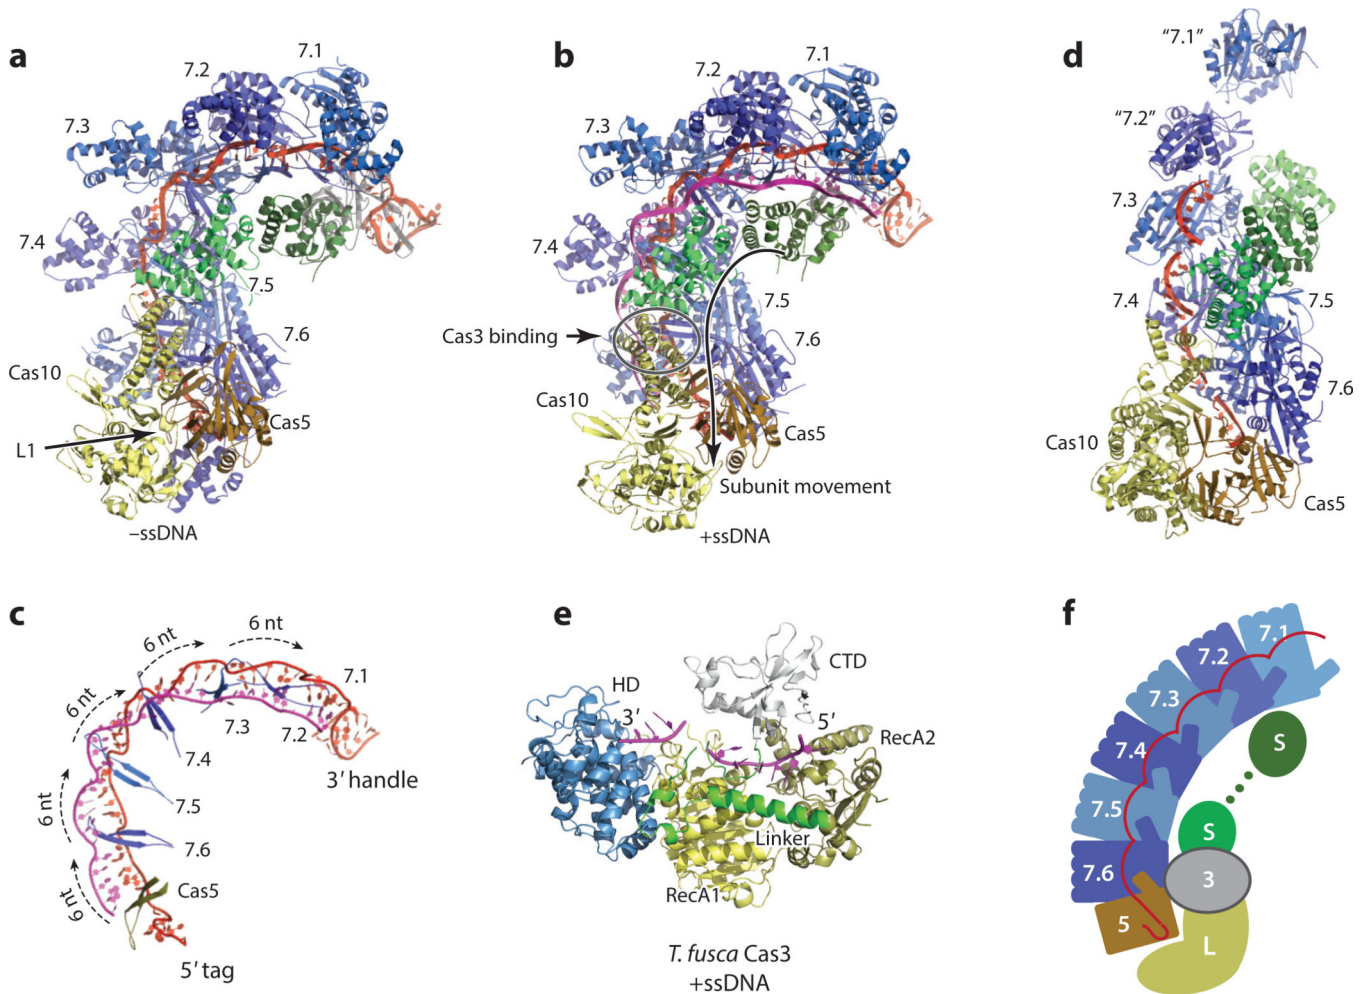 a
7.1
7.2
7.3
7.4
7.5
7.6
Cas10
Cas5
L1
–ssDNA
b
7.1
7.2
7.3
7.4
7.5
7.6
Cas3 binding
Cas10
Cas5
Subunit movement
+ssDNA
d
“7.1”
“7.2”
7.3
7.4
7.5
7.6
Cas10
Cas5
c
6 nt
6 nt
6 nt
6 nt
6 nt
7.1
7.2
7.3
7.4
7.5
7.6
Cas5
3′ handle
5′ tag
e
CTD
HD
3′
5′
RecA2
Linker
RecA1
T. fusca Cas3
+ssDNA
f
7.1
7.2
7.3
7.4
7.5
7.6
S
S
3
5
L